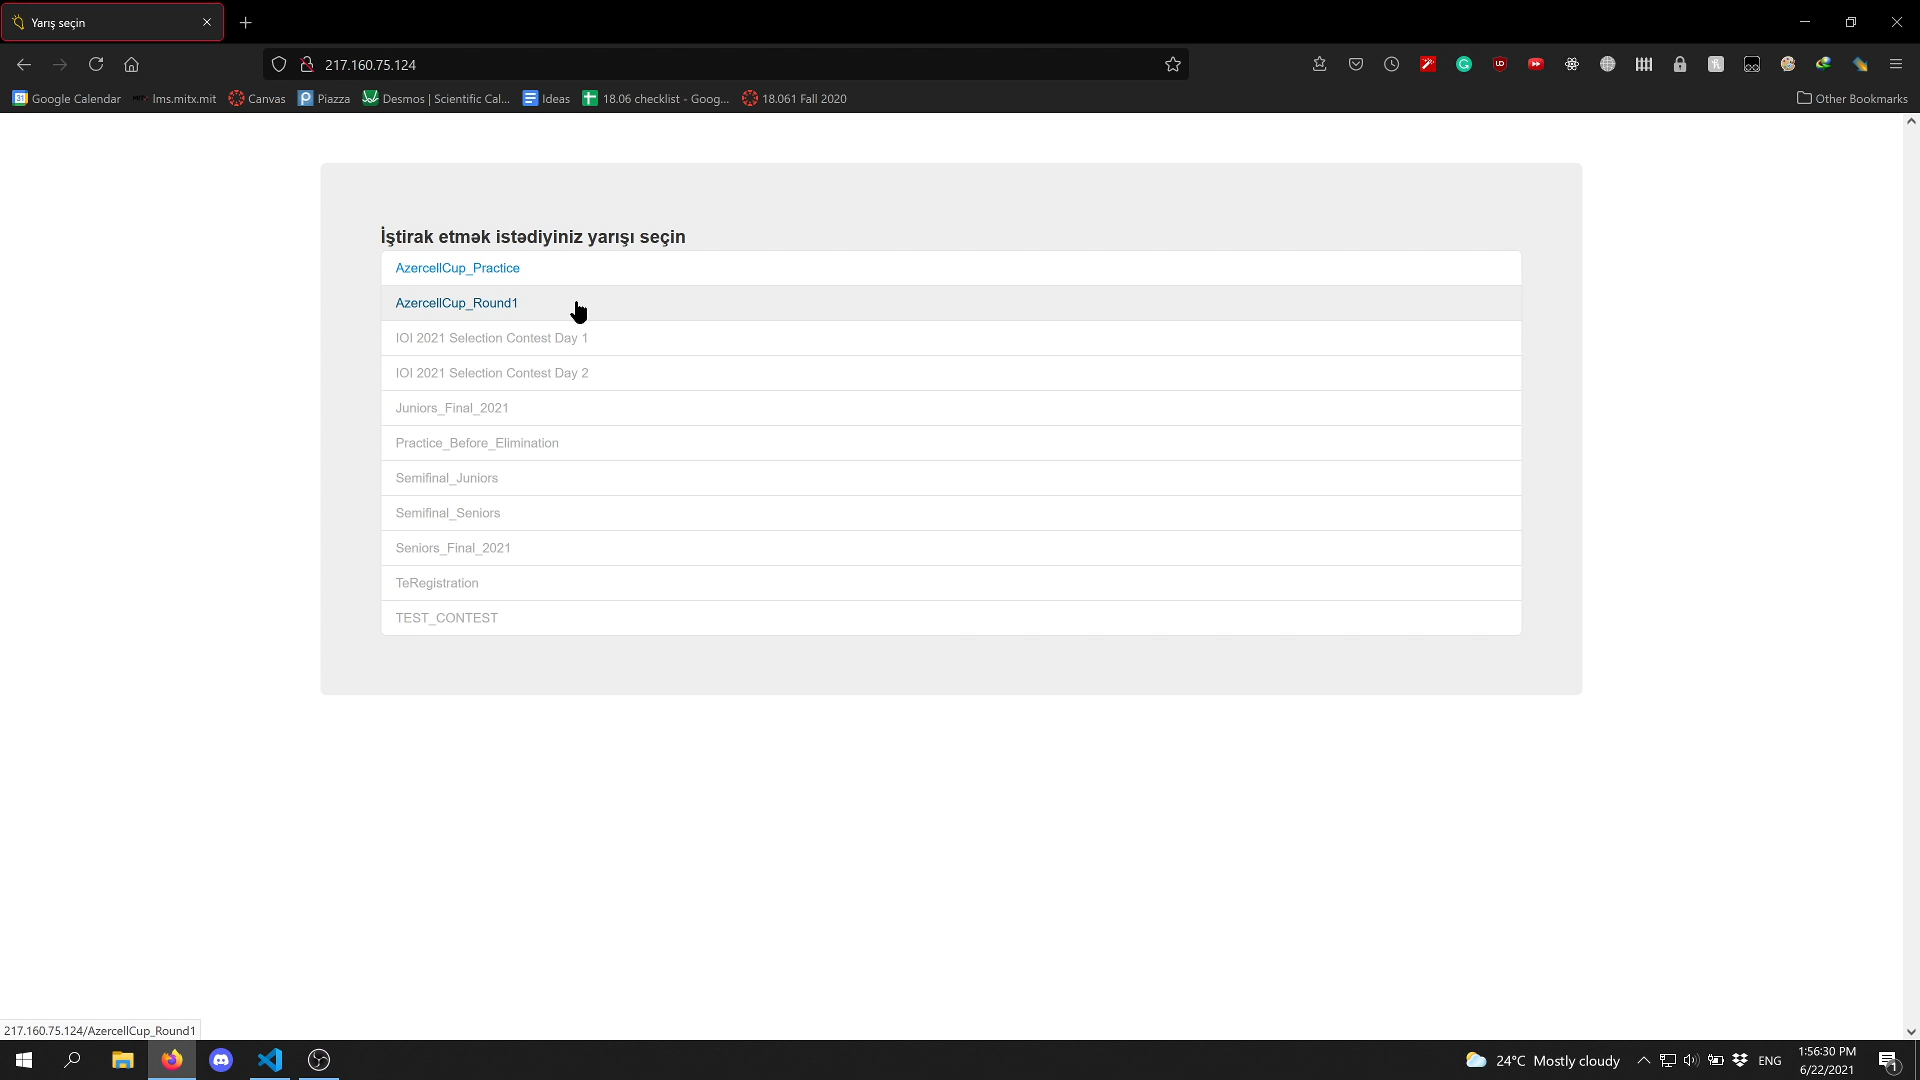 Yarış seçin
217.160.75.124
Google Calendar
lms.mitx.mit
Canvas
Piazza
Desmos | Scientific Cal...
Ideas
18.06 checklist - Goog...
18.061 Fall 2020
Other Bookmarks
İştirak etmək istədiyiniz yarışı seçin
AzercellCup_Practice
AzercellCup_Round1
IOI 2021 Selection Contest Day 1
IOI 2021 Selection Contest Day 2
Juniors_Final_2021
Practice_Before_Elimination
Semifinal_Juniors
Semifinal_Seniors
Seniors_Final_2021
TeRegistration
TEST_CONTEST
217.160.75.124/AzercellCup_Round1
24°C Mostly cloudy
ENG
1:56:30 PM
6/22/2021
1